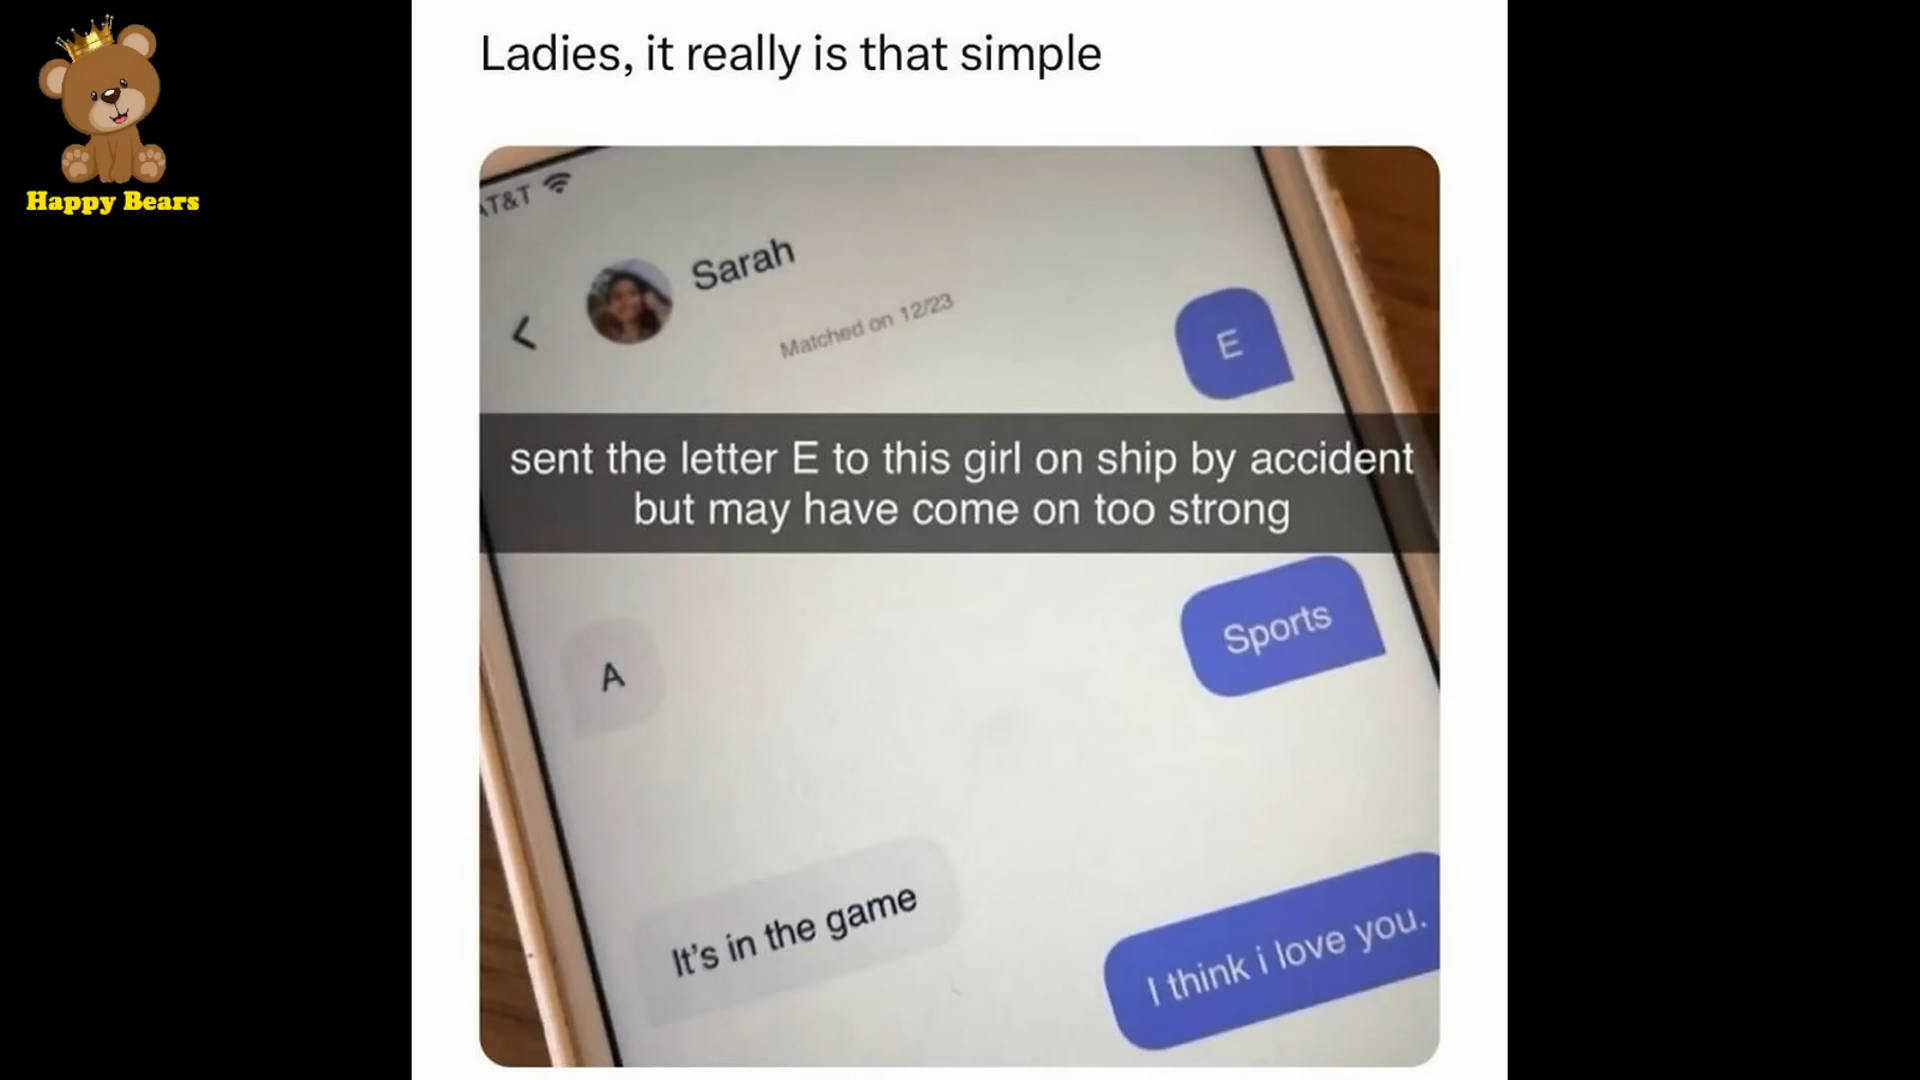 Ladies, it really is that simple
Happy Bears
AT&T
Sarah
Matched on 12/23
E
sent the letter E to this girl on ship by accident
but may have come on too strong
Sports
A
It's in the game
I think i love you.